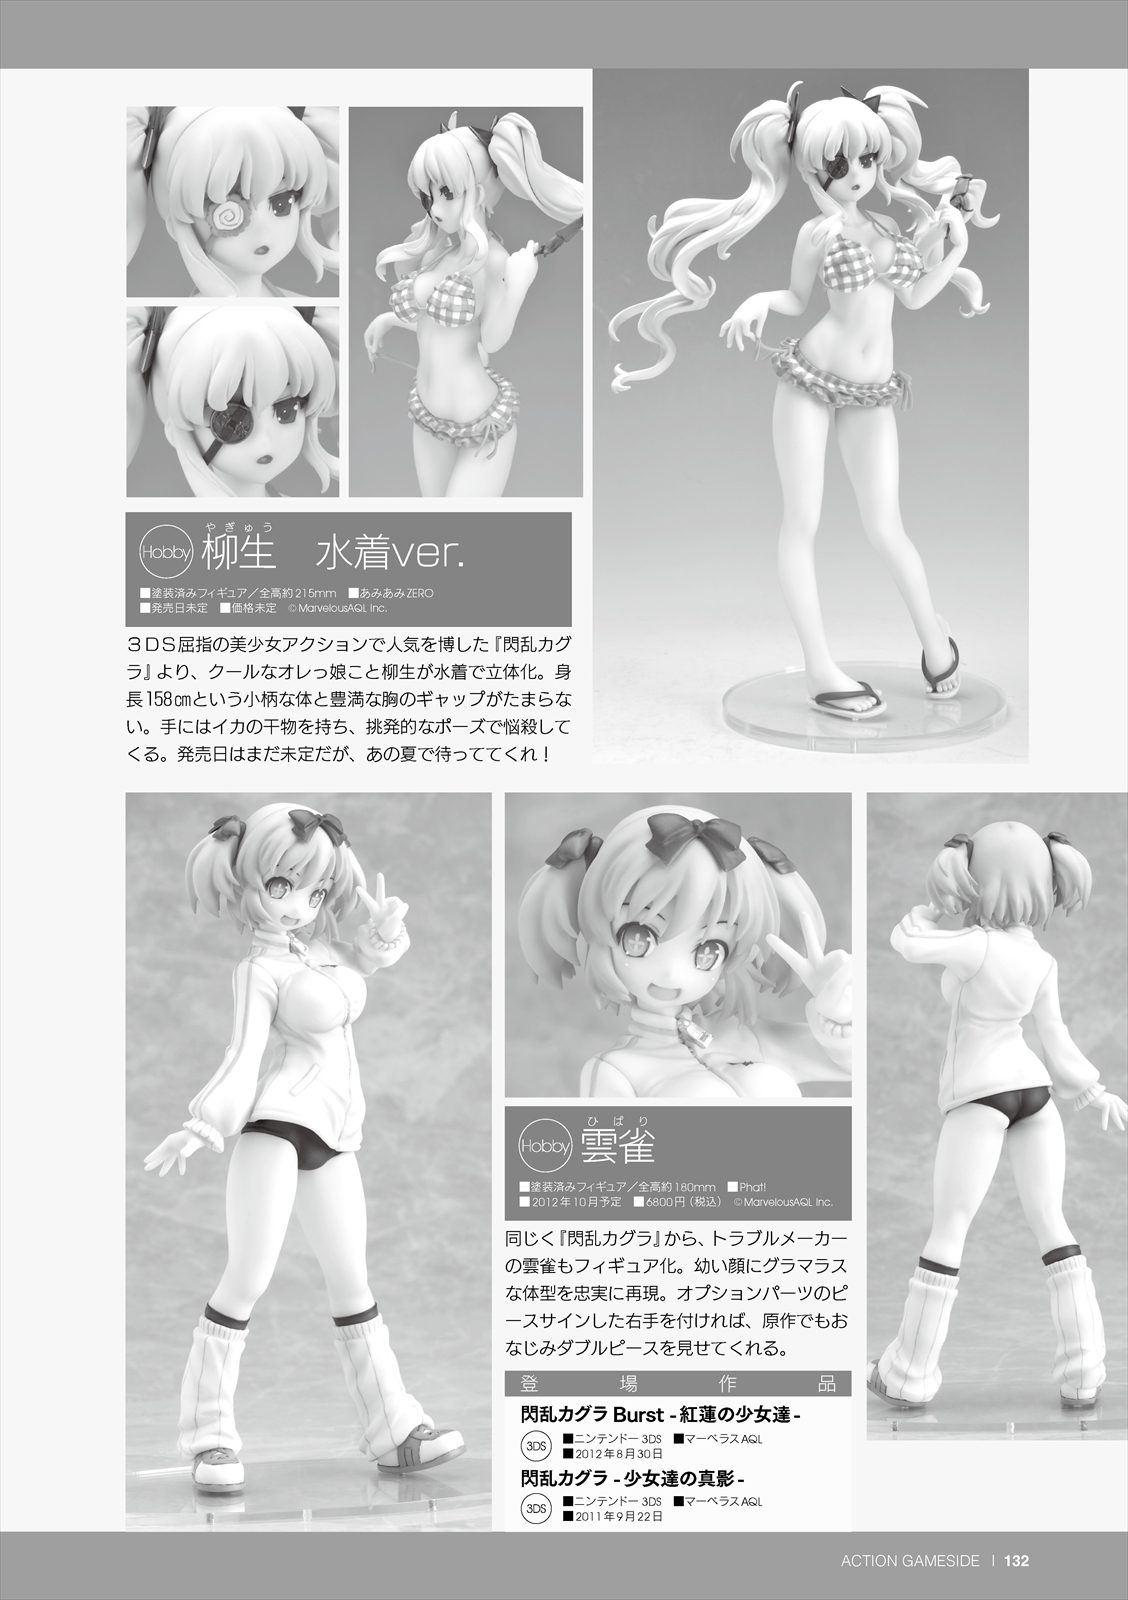 やぎゅう
Hobby 柳生　水着ver.
■塗装済みフィギュア／全高約215mm　■あみあみZERO
■発売日未定　■価格未定　©MarvelousAQL Inc.
３ＤＳ屈指の美少女アクションで人気を博した『閃乱カグ
ラ』より、クールなオレっ娘こと柳生が水着で立体化。身
長158㎝という小柄な体と豊満な胸のギャップがたまらな
い。手にはイカの干物を持ち、挑発的なポーズで悩殺して
くる。発売日はまだ未定だが、あの夏で待っててくれ！
ひばり
Hobby 雲雀
■塗装済みフィギュア／全高約180mm　■Phat!
■2012年10月予定　■6800円（税込）　©MarvelousAQL Inc.
同じく『閃乱カグラ』から、トラブルメーカー
の雲雀もフィギュア化。幼い顔にグラマラス
な体型を忠実に再現。オプションパーツのピ
ースサインした右手を付ければ、原作でもお
なじみダブルピースを見せてくれる。
登場作品
閃乱カグラ Burst -紅蓮の少女達-
3DS ■ニンテンドー3DS　■マーベラスAQL
■2012年8月30日
閃乱カグラ -少女達の真影-
3DS ■ニンテンドー3DS　■マーベラスAQL
■2011年9月22日
ACTION GAMESIDE | 132